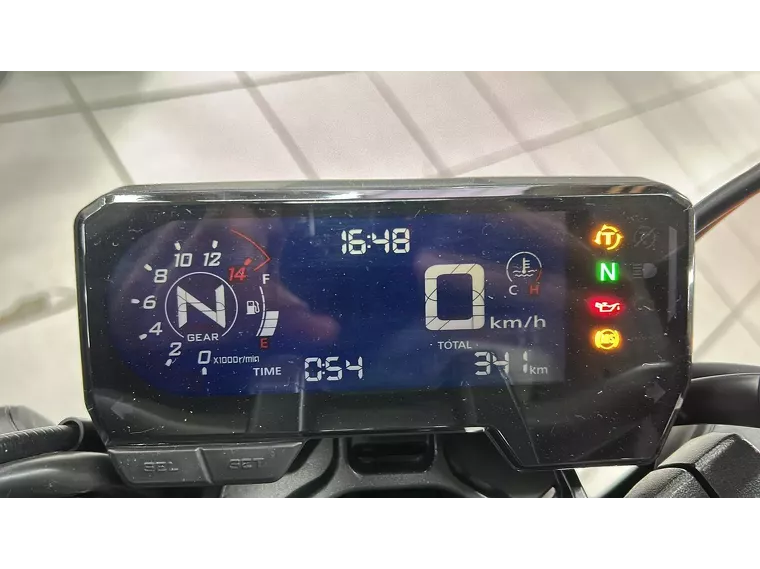 16:48
8 10 12 14
6
4
2
N
GEAR
0 X1000r/min
F
E
0 km/h
C H
N
TIME 0:54
TÓTAL
341 km
SEL SET